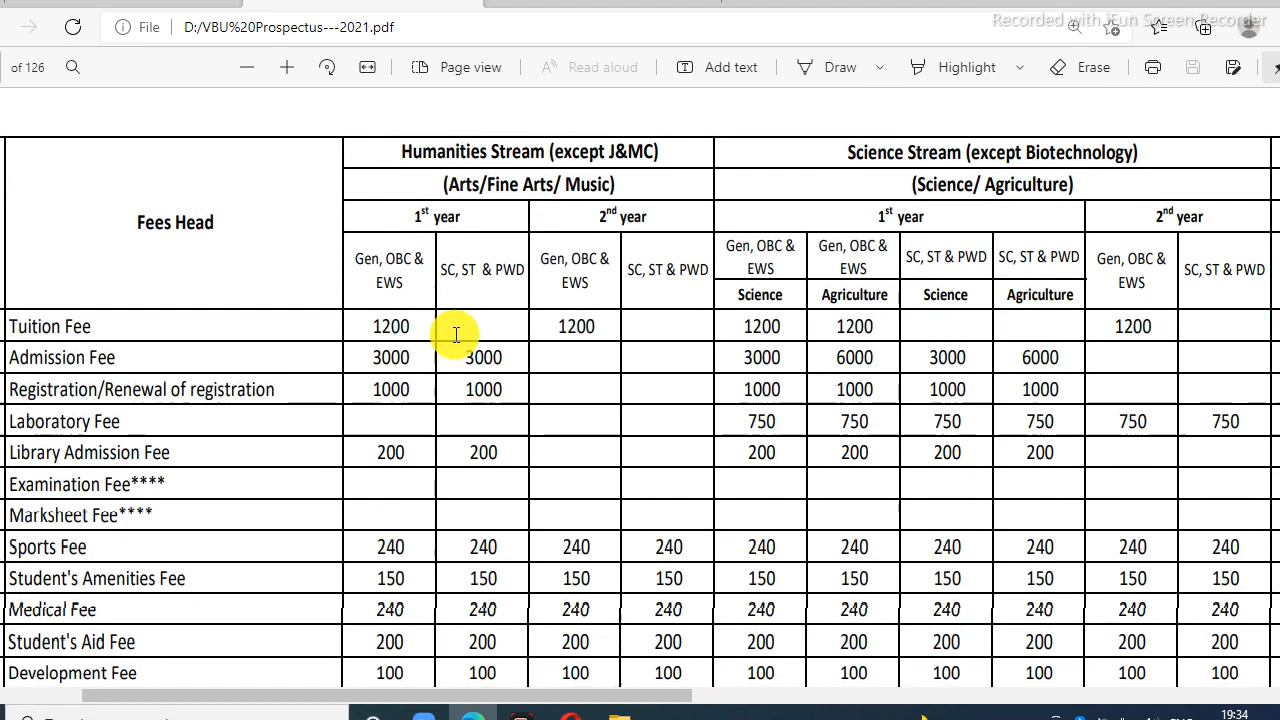 Recorded with iFun Screen Recorder
File D:/VBU%20Prospectus---2021.pdf
of 126 Page view Read aloud Add text Draw Highlight Erase
Humanities Stream (except J&MC) Science Stream (except Biotechnology)
(Arts/Fine Arts/ Music) (Science/ Agriculture)
Fees Head 1st year 2nd year 1st year 2nd year
Gen, OBC & EWS SC, ST & PWD Gen, OBC & EWS SC, ST & PWD Gen, OBC & EWS Gen, OBC & EWS SC, ST & PWD SC, ST & PWD Gen, OBC & EWS SC, ST & PWD
Science Agriculture Science Agriculture
Tuition Fee 1200 1200 1200 1200 1200
Admission Fee 3000 3000 3000 6000 3000 6000
Registration/Renewal of registration 1000 1000 1000 1000 1000 1000
Laboratory Fee 750 750 750 750 750 750
Library Admission Fee 200 200 200 200 200 200
Examination Fee****
Marksheet Fee****
Sports Fee 240 240 240 240 240 240 240 240 240 240
Student's Amenities Fee 150 150 150 150 150 150 150 150 150 150
Medical Fee 240 240 240 240 240 240 240 240 240 240
Student's Aid Fee 200 200 200 200 200 200 200 200 200 200
Development Fee 100 100 100 100 100 100 100 100 100 100
19:34